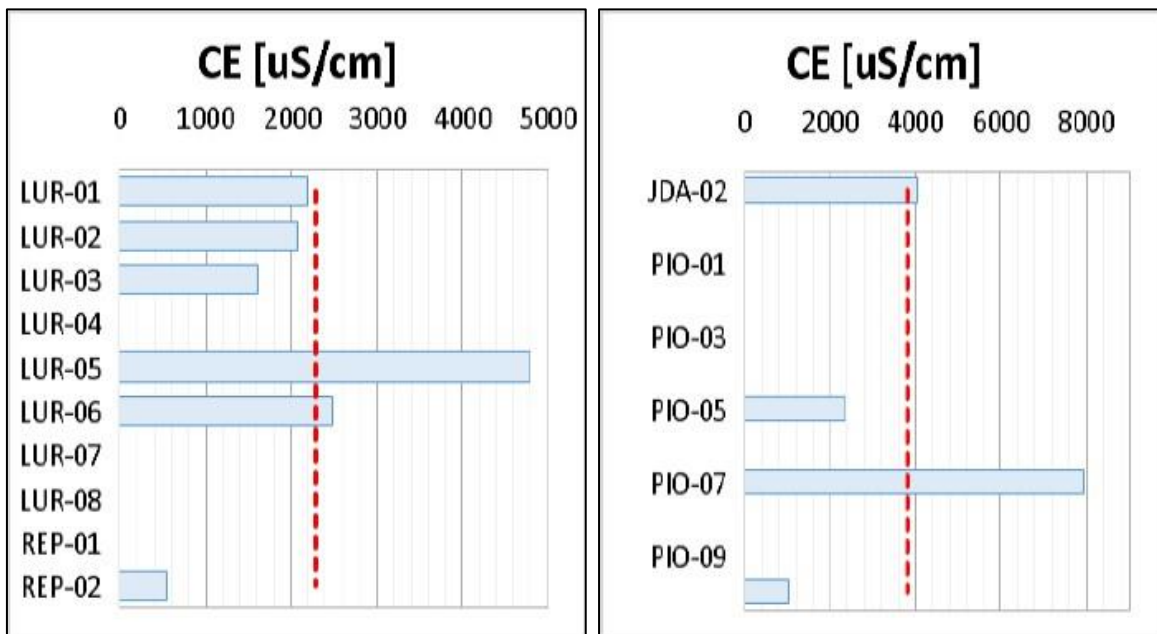 CE [uS/cm]
0 1000 2000 3000 4000 5000
LUR-01
LUR-02
LUR-03
LUR-04
LUR-05
LUR-06
LUR-07
LUR-08
REP-01
REP-02
CE [uS/cm]
0 2000 4000 6000 8000
JDA-02
PIO-01
PIO-03
PIO-05
PIO-07
PIO-09